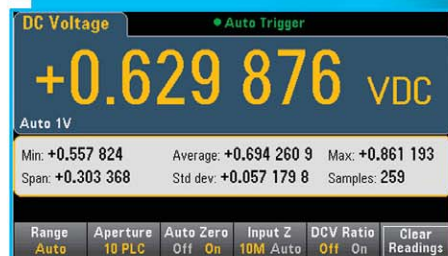 DC Voltage
Auto Trigger
+0.629 876 VDC
Auto 1V
Min: +0.557 824 Average: +0.694 260 9 Max: +0.861 193
Span: +0.303 368 Std dev: +0.057 179 8 Samples: 259
Range Aperture Auto Zero Input Z DCV Ratio Clear
Auto 10 PLC Off On 10M Auto Off On Readings